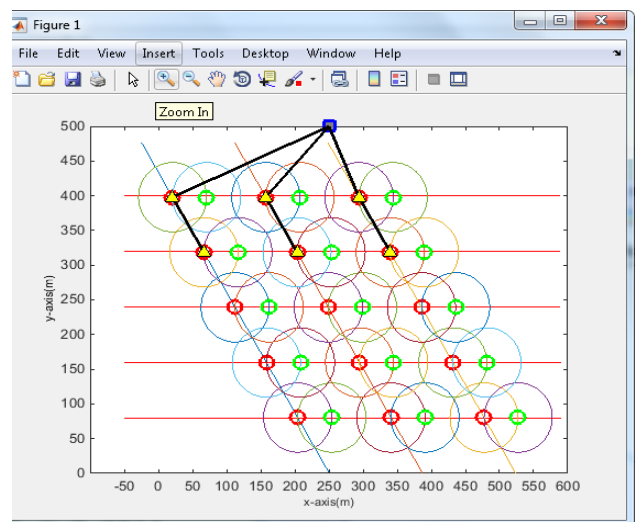 Figure 1
File Edit View Insert Tools Desktop Window Help
Zoom In
500
450
400
350
300
250
200
150
100
50
0
y-axis(m)
-50 0 50 100 150 200 250 300 350 400 450 500 550 600
x-axis(m)